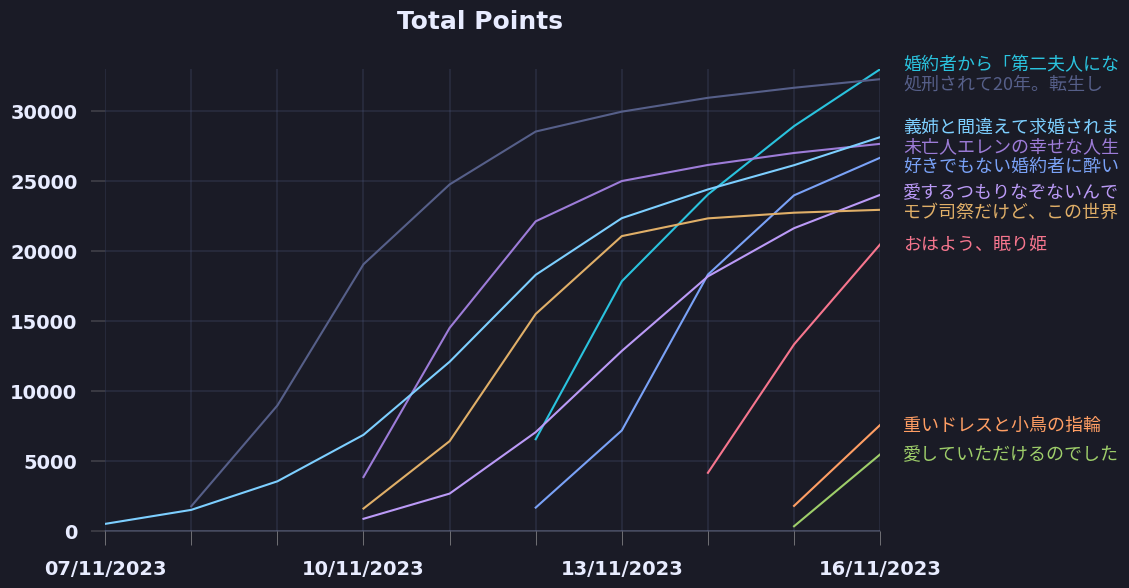 Total Points
30000
25000
20000
15000
10000
5000
0
07/11/2023
10/11/2023
13/11/2023
16/11/2023
婚約者から「第二夫人にな
処刑されて20年。転生し
義姉と間違えて求婚されま
未亡人エレンの幸せな人生
好きでもない婚約者に酔い
愛するつもりなぞないんで
モブ司祭だけど、この世界
おはよう、眠り姫
重いドレスと小鳥の指輪
愛していただけるのでした